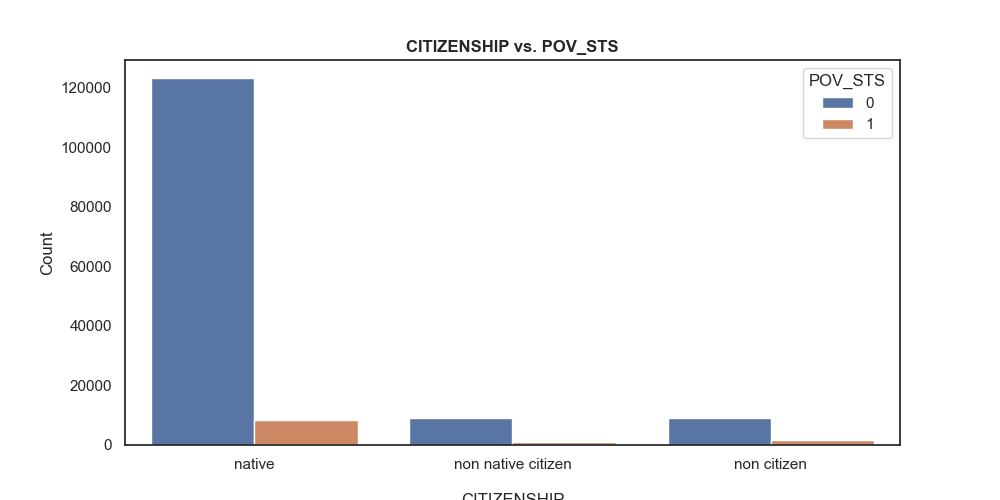 CITIZENSHIP vs. POV_STS
POV_STS
0
1
Count
120000
100000
80000
60000
40000
20000
0
native
non native citizen
non citizen
CITIZENSHIP